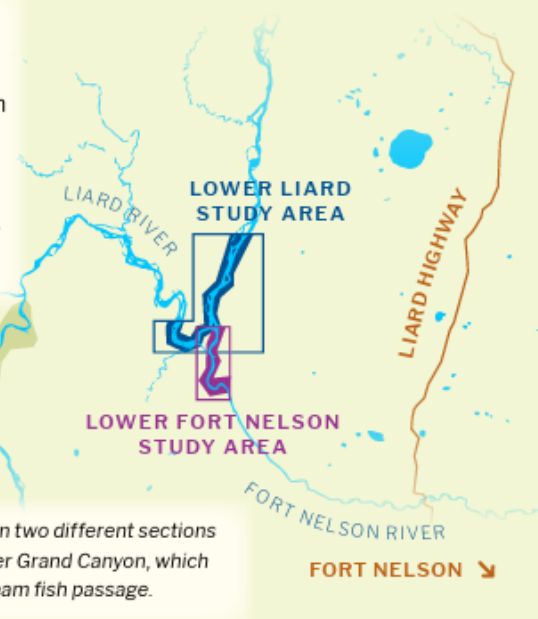 LIARD RIVER
LOWER LIARD
STUDY AREA
LIARD HIGHWAY
LOWER FORT NELSON
STUDY AREA
FORT NELSON RIVER
n two different sections
er Grand Canyon, which
am fish passage.
FORT NELSON